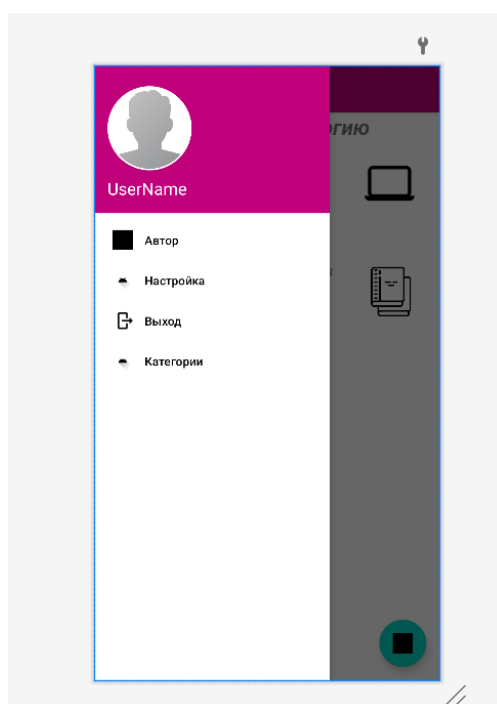 ОГИЮ
UserName
Автор
Настройка
Выход
Категории